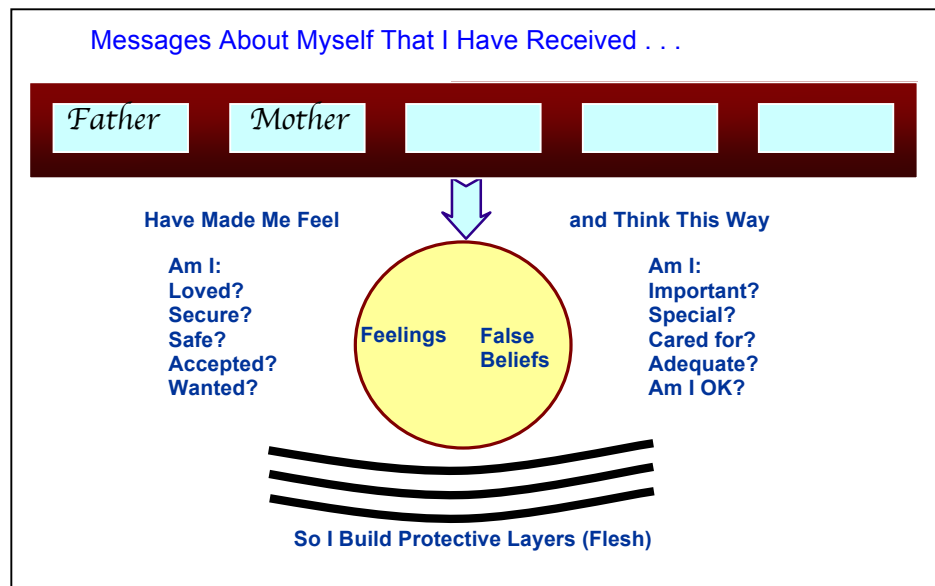 Messages About Myself That I Have Received . . .
Father
Mother
Have Made Me Feel
and Think This Way
Am I:
Loved?
Secure?
Safe?
Accepted?
Wanted?
Feelings
False
Beliefs
Am I:
Important?
Special?
Cared for?
Adequate?
Am I OK?
So I Build Protective Layers (Flesh)